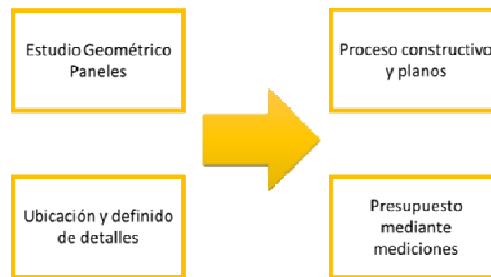 Estudio Geométrico
Paneles
Proceso constructivo
y planos
Ubicación y definido
de detalles
Presupuesto
mediante
mediciones